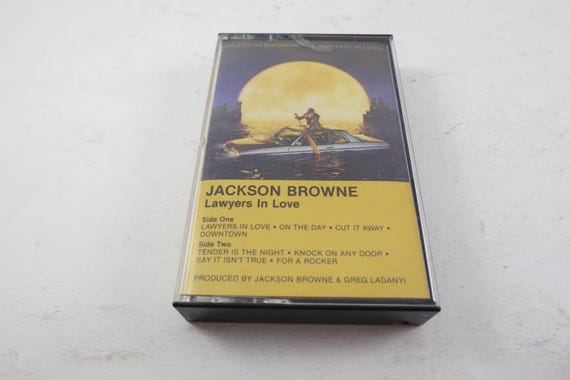 JACKSON BROWNE
Lawyers In Love
Side One
LAWYERS IN LOVE • ON THE DAY • CUT IT AWAY •
DOWNTOWN
Side Two
TENDER IS THE NIGHT • KNOCK ON ANY DOOR •
SAY IT ISN'T TRUE • FOR A ROCKER
PRODUCED BY JACKSON BROWNE & GREG LADANYI